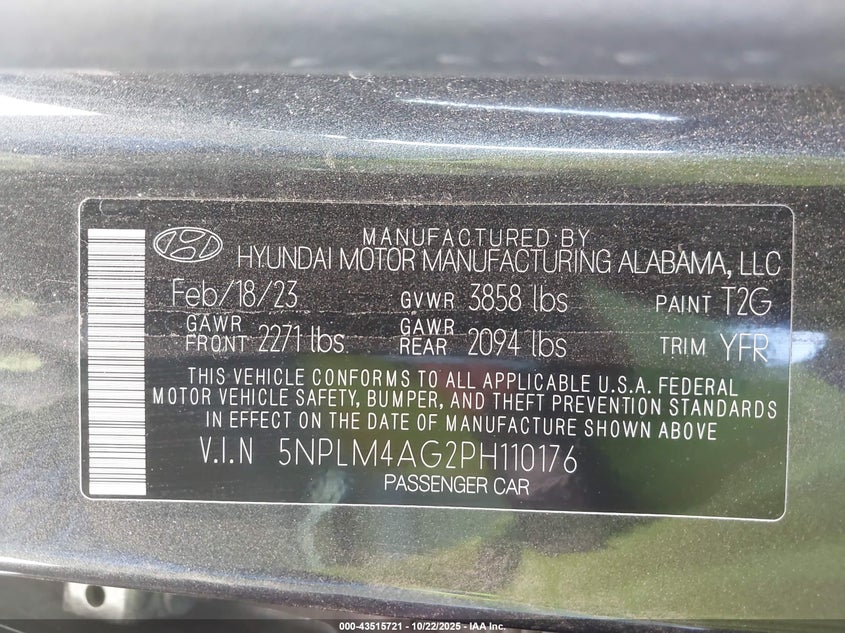 MANUFACTURED BY
HYUNDAI MOTOR MANUFACTURING ALABAMA, LLC
Feb/18/23 GVWR 3858 lbs PAINT T2G
GAWR FRONT 2271 lbs. GAWR REAR 2094 lbs TRIM YFR
THIS VEHICLE CONFORMS TO ALL APPLICABLE U.S.A. FEDERAL
MOTOR VEHICLE SAFETY, BUMPER, AND THEFT PREVENTION STANDARDS
IN EFFECT ON THE DATE OF MANUFACTURE SHOWN ABOVE
V.I.N 5NPLM4AG2PH110176
PASSENGER CAR
000-43515721 - 10/22/2025 - IAA Inc.